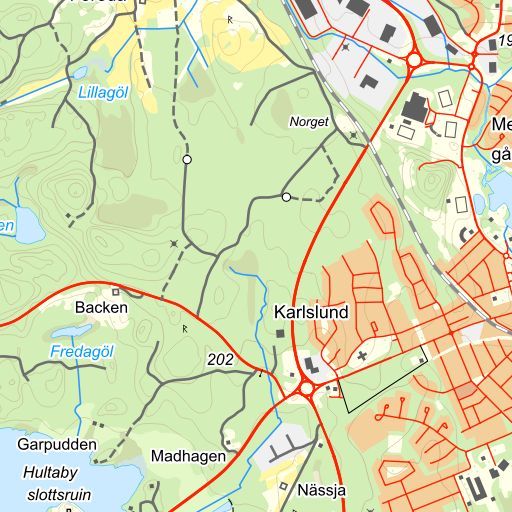 Lillagöl
Norget
Backen
Karlslund
Fredagöl
202
Garpudden
Madhagen
Hultaby
slottsruin
Nässja